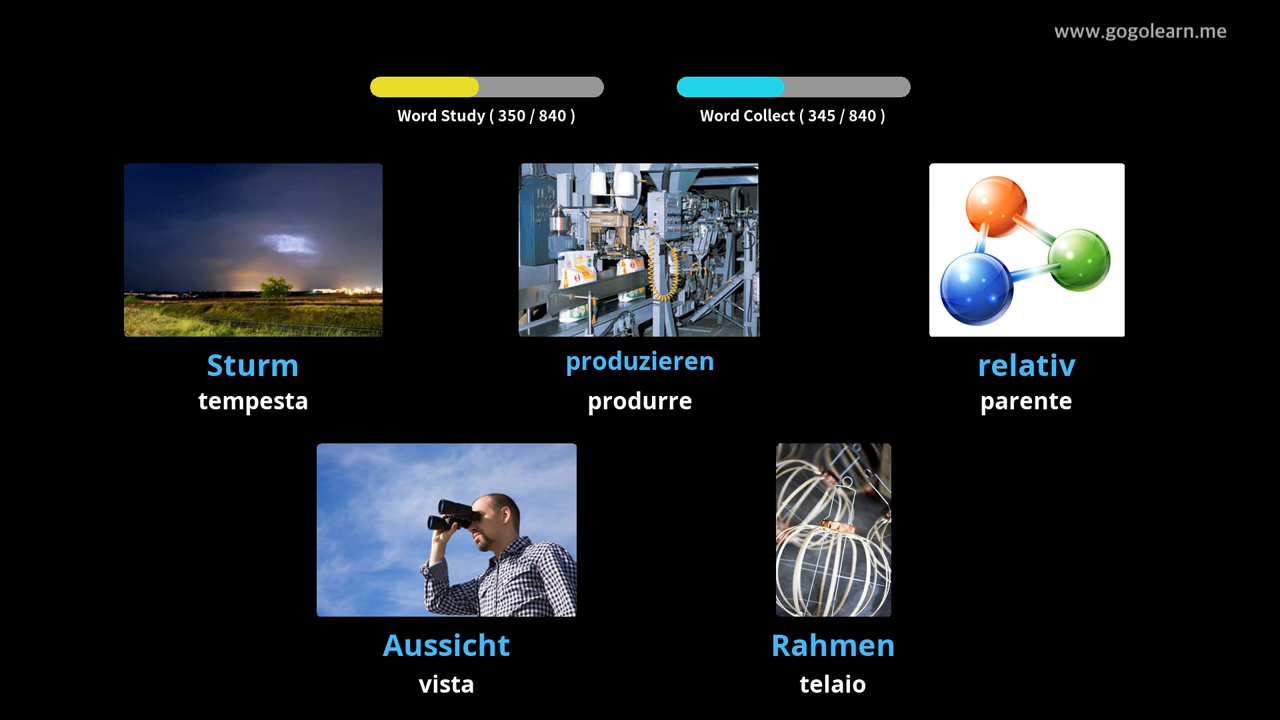 www.gogolearn.me
Word Study ( 350 / 840 )
Word Collect ( 345 / 840 )
Sturm
tempesta
produzieren
produrre
relativ
parente
Aussicht
vista
Rahmen
telaio